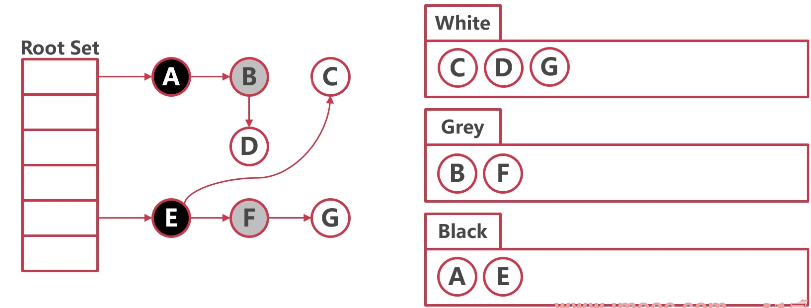 Root Set
A B C
D
E F G
White
C D G
Grey
B F
Black
A E